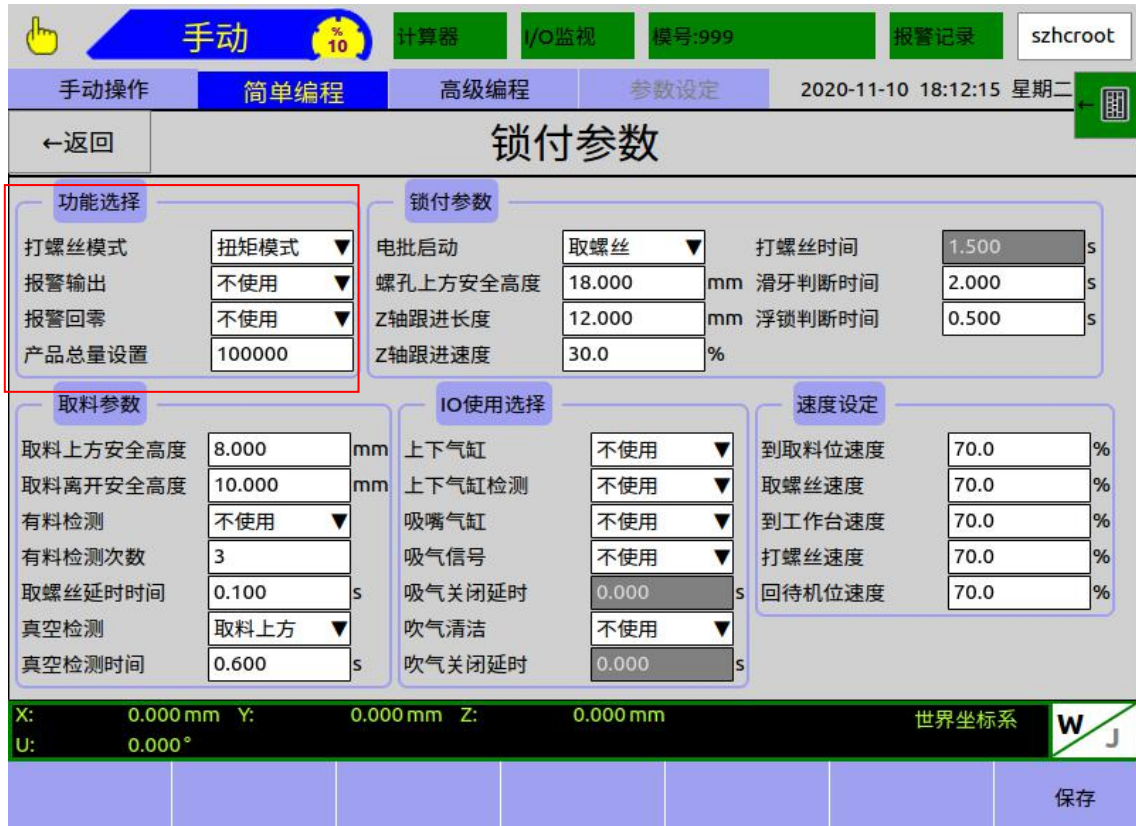 手动 % 10 计算器 I/O监视 模号:999 报警记录 szhcroot
手动操作 简单编程 高级编程 参数设定 2020-11-10 18:12:15 星期二 ←
←返回 锁付参数
功能选择
打螺丝模式 扭矩模式 ▼
报警输出 不使用 ▼
报警回零 不使用 ▼
产品总量设置 100000
锁付参数
电批启动 取螺丝 ▼ 打螺丝时间 1.500 s
螺孔上方安全高度 18.000 mm 滑牙判断时间 2.000 s
Z轴跟进长度 12.000 mm 浮锁判断时间 0.500 s
Z轴跟进速度 30.0 %
取料参数
取料上方安全高度 8.000 mm
取料离开安全高度 10.000 mm
有料检测 不使用 ▼
有料检测次数 3
取螺丝延时时间 0.100 s
真空检测 取料上方 ▼
真空检测时间 0.600 s
IO使用选择
上下气缸 不使用 ▼
上下气缸检测 不使用 ▼
吸嘴气缸 不使用 ▼
吸气信号 不使用 ▼
吸气关闭延时 0.000 s
吹气清洁 不使用 ▼
吹气关闭延时 0.000 s
速度设定
到取料位速度 70.0 %
取螺丝速度 70.0 %
到工作台速度 70.0 %
打螺丝速度 70.0 %
回待机位速度 70.0 %
X: 0.000 mm Y: 0.000 mm Z: 0.000 mm 世界坐标系 W J
U: 0.000°
保存